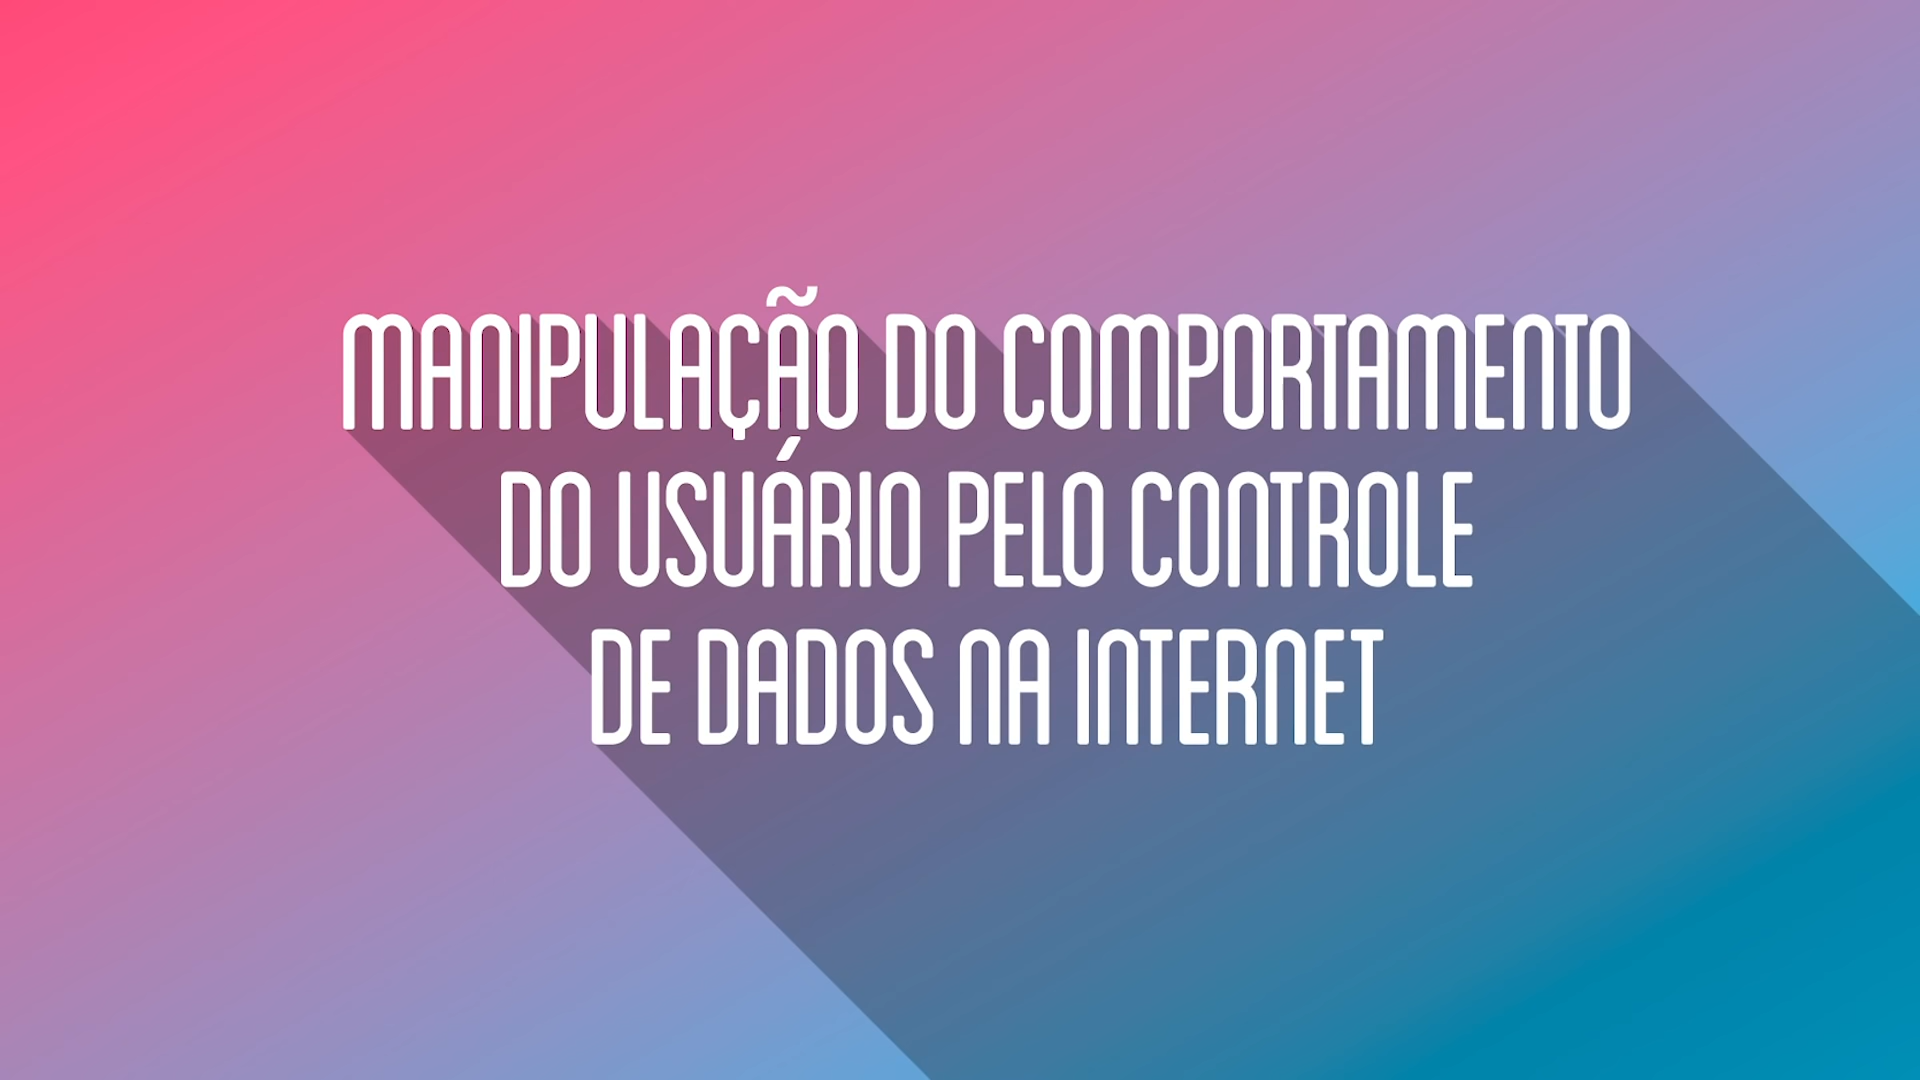 MANIPULAÇÃO DO COMPORTAMENTO
DO USUÁRIO PELO CONTROLE
DE DADOS NA INTERNET